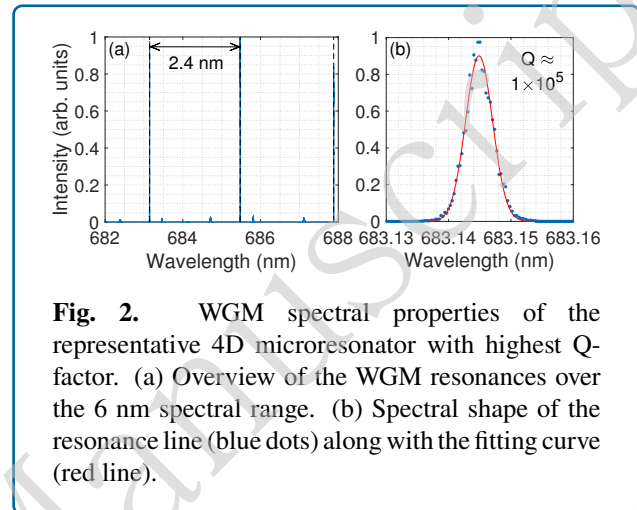 (a)
2.4 nm
Intensity (arb. units)
1
0.8
0.6
0.4
0.2
0
682 684 686 688
Wavelength (nm)
(b)
Q ≈
1×10⁵
1
0.8
0.6
0.4
0.2
0
683.13 683.14 683.15 683.16
Wavelength (nm)
Fig. 2. WGM spectral properties of the
representative 4D microresonator with highest Q-
factor. (a) Overview of the WGM resonances over
the 6 nm spectral range. (b) Spectral shape of the
resonance line (blue dots) along with the fitting curve
(red line).
Manuscrip